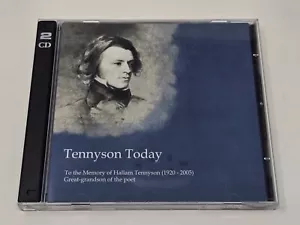 2
CD
Tennyson Today
To the Memory of Hallam Tennyson (1920 - 2005)
Great-grandson of the poet